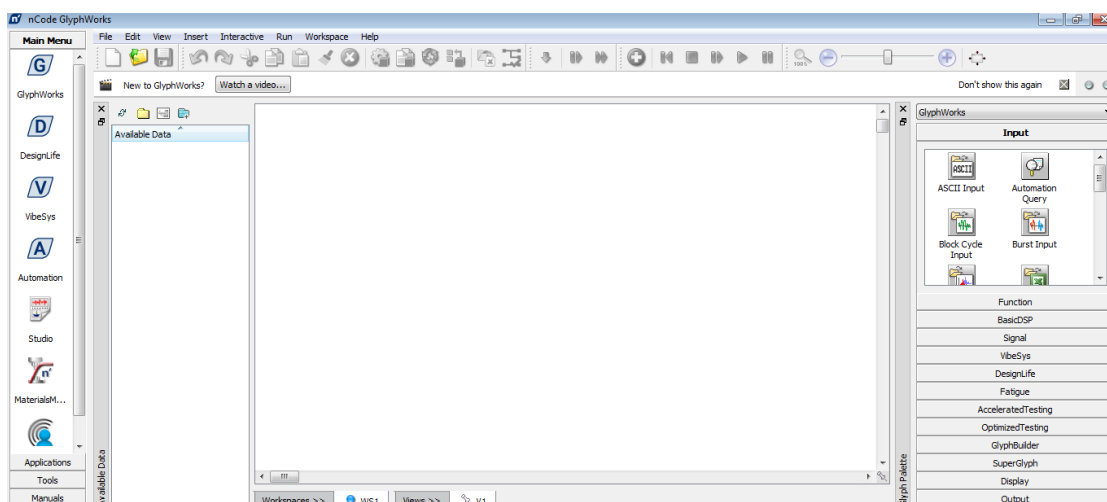 nCode GlyphWorks
Main Menu
File Edit View Insert Interactive Run Workspace Help
New to GlyphWorks? Watch a video... Don't show this again
GlyphWorks
DesignLife
VibeSys
Automation
Studio
MaterialsM...
Applications
Tools
Manuals
Available Data
Available Data
100%
Workspaces >> WS1 Views >> V1
Glyph Palette
GlyphWorks
Input
ASCII Input
Automation Query
Block Cycle Input
Burst Input
Function
BasicDSP
Signal
VibeSys
DesignLife
Fatigue
AcceleratedTesting
OptimizedTesting
GlyphBuilder
SuperGlyph
Display
Output